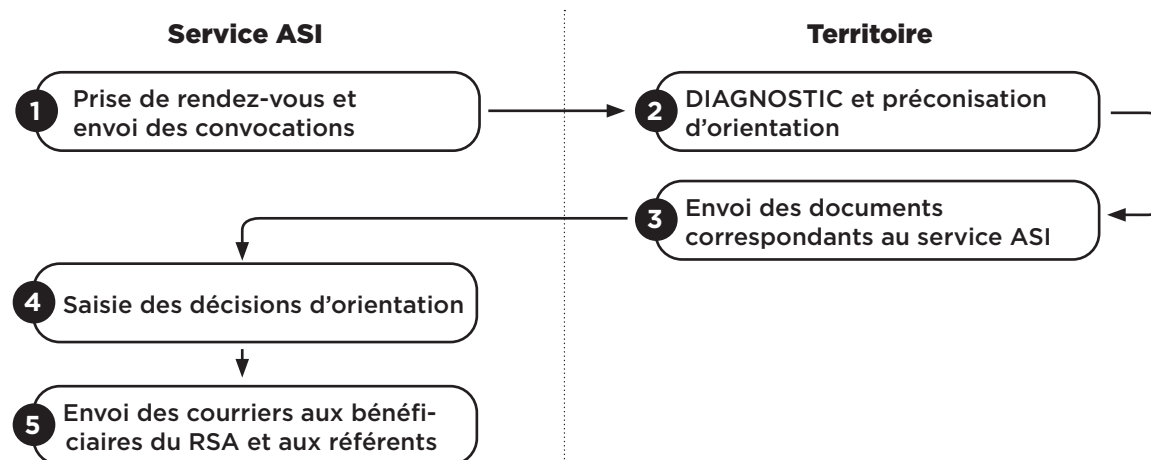 Service ASI
Territoire
1 Prise de rendez-vous et
envoi des convocations
2 DIAGNOSTIC et préconisation
d’orientation
3 Envoi des documents
correspondants au service ASI
4 Saisie des décisions d’orientation
5 Envoi des courriers aux bénéfi-
ciaires du RSA et aux référents